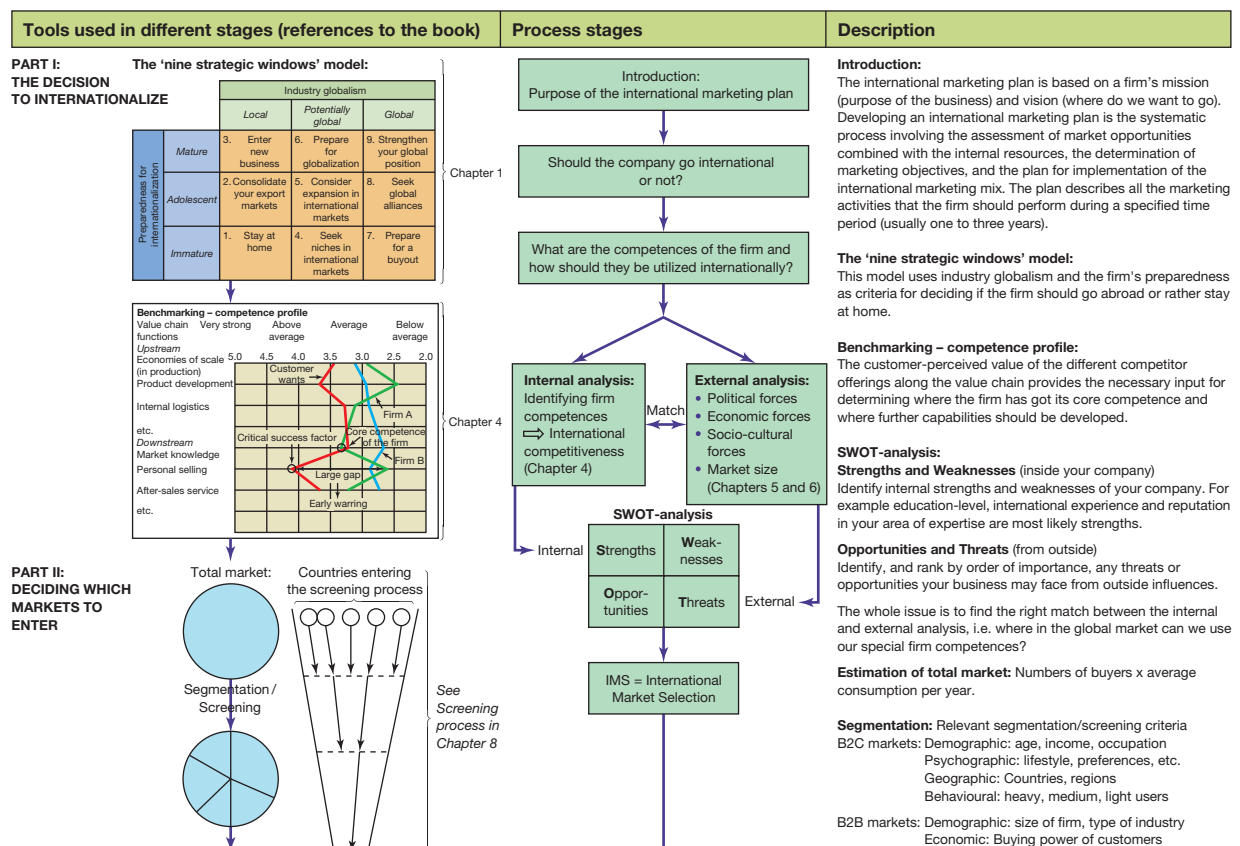 Tools used in different stages (references to the book)
Process stages
Description
PART I:
THE DECISION
TO INTERNATIONALIZE
The 'nine strategic windows' model:
Industry globalism
Local
Potentially
global
Global
Preparedness for
internationalization
Mature
3. Enter
new
business
6. Prepare
for
globalization
9. Strengthen
your global
position
Adolescent
2. Consolidate
your export
markets
5. Consider
expansion in
international
markets
8. Seek
global
alliances
Immature
1. Stay at
home
4. Seek
niches in
international
markets
7. Prepare
for a
buyout
Chapter 1
Benchmarking – competence profile
Value chain
functions
Very strong
Above
average
Average
Below
average
Upstream
Economies of scale
(in production)
5.0 4.5 4.0 3.5 3.0 2.5 2.0
Customer
wants
Product development
Internal logistics
Firm A
etc.
Downstream
Market knowledge
Critical success factor
Core competence
of the firm
Firm B
Personal selling
Large gap
After-sales service
Early warring
etc.
Chapter 4
PART II:
DECIDING WHICH
MARKETS TO
ENTER
Total market:
Segmentation /
Screening
Countries entering
the screening process
See
Screening
process in
Chapter 8
Introduction:
Purpose of the international marketing plan
Should the company go international
or not?
What are the competences of the firm and
how should they be utilized internationally?
Internal analysis:
Identifying firm
competences
⇨ International
competitiveness
(Chapter 4)
Match
External analysis:
• Political forces
• Economic forces
• Socio-cultural
forces
• Market size
(Chapters 5 and 6)
SWOT-analysis
Internal
Strengths
Weak-
nesses
Oppor-
tunities
Threats
External
IMS = International
Market Selection
Introduction:
The international marketing plan is based on a firm's mission
(purpose of the business) and vision (where do we want to go).
Developing an international marketing plan is the systematic
process involving the assessment of market opportunities
combined with the internal resources, the determination of
marketing objectives, and the plan for implementation of the
international marketing mix. The plan describes all the marketing
activities that the firm should perform during a specified time
period (usually one to three years).
The 'nine strategic windows' model:
This model uses industry globalism and the firm's preparedness
as criteria for deciding if the firm should go abroad or rather stay
at home.
Benchmarking – competence profile:
The customer-perceived value of the different competitor
offerings along the value chain provides the necessary input for
determining where the firm has got its core competence and
where further capabilities should be developed.
SWOT-analysis:
Strengths and Weaknesses (inside your company)
Identify internal strengths and weaknesses of your company. For
example education-level, international experience and reputation
in your area of expertise are most likely strengths.
Opportunities and Threats (from outside)
Identify, and rank by order of importance, any threats or
opportunities your business may face from outside influences.
The whole issue is to find the right match between the internal
and external analysis, i.e. where in the global market can we use
our special firm competences?
Estimation of total market: Numbers of buyers x average
consumption per year.
Segmentation: Relevant segmentation/screening criteria
B2C markets: Demographic: age, income, occupation
Psychographic: lifestyle, preferences, etc.
Geographic: Countries, regions
Behavioural: heavy, medium, light users
B2B markets: Demographic: size of firm, type of industry
Economic: Buying power of customers